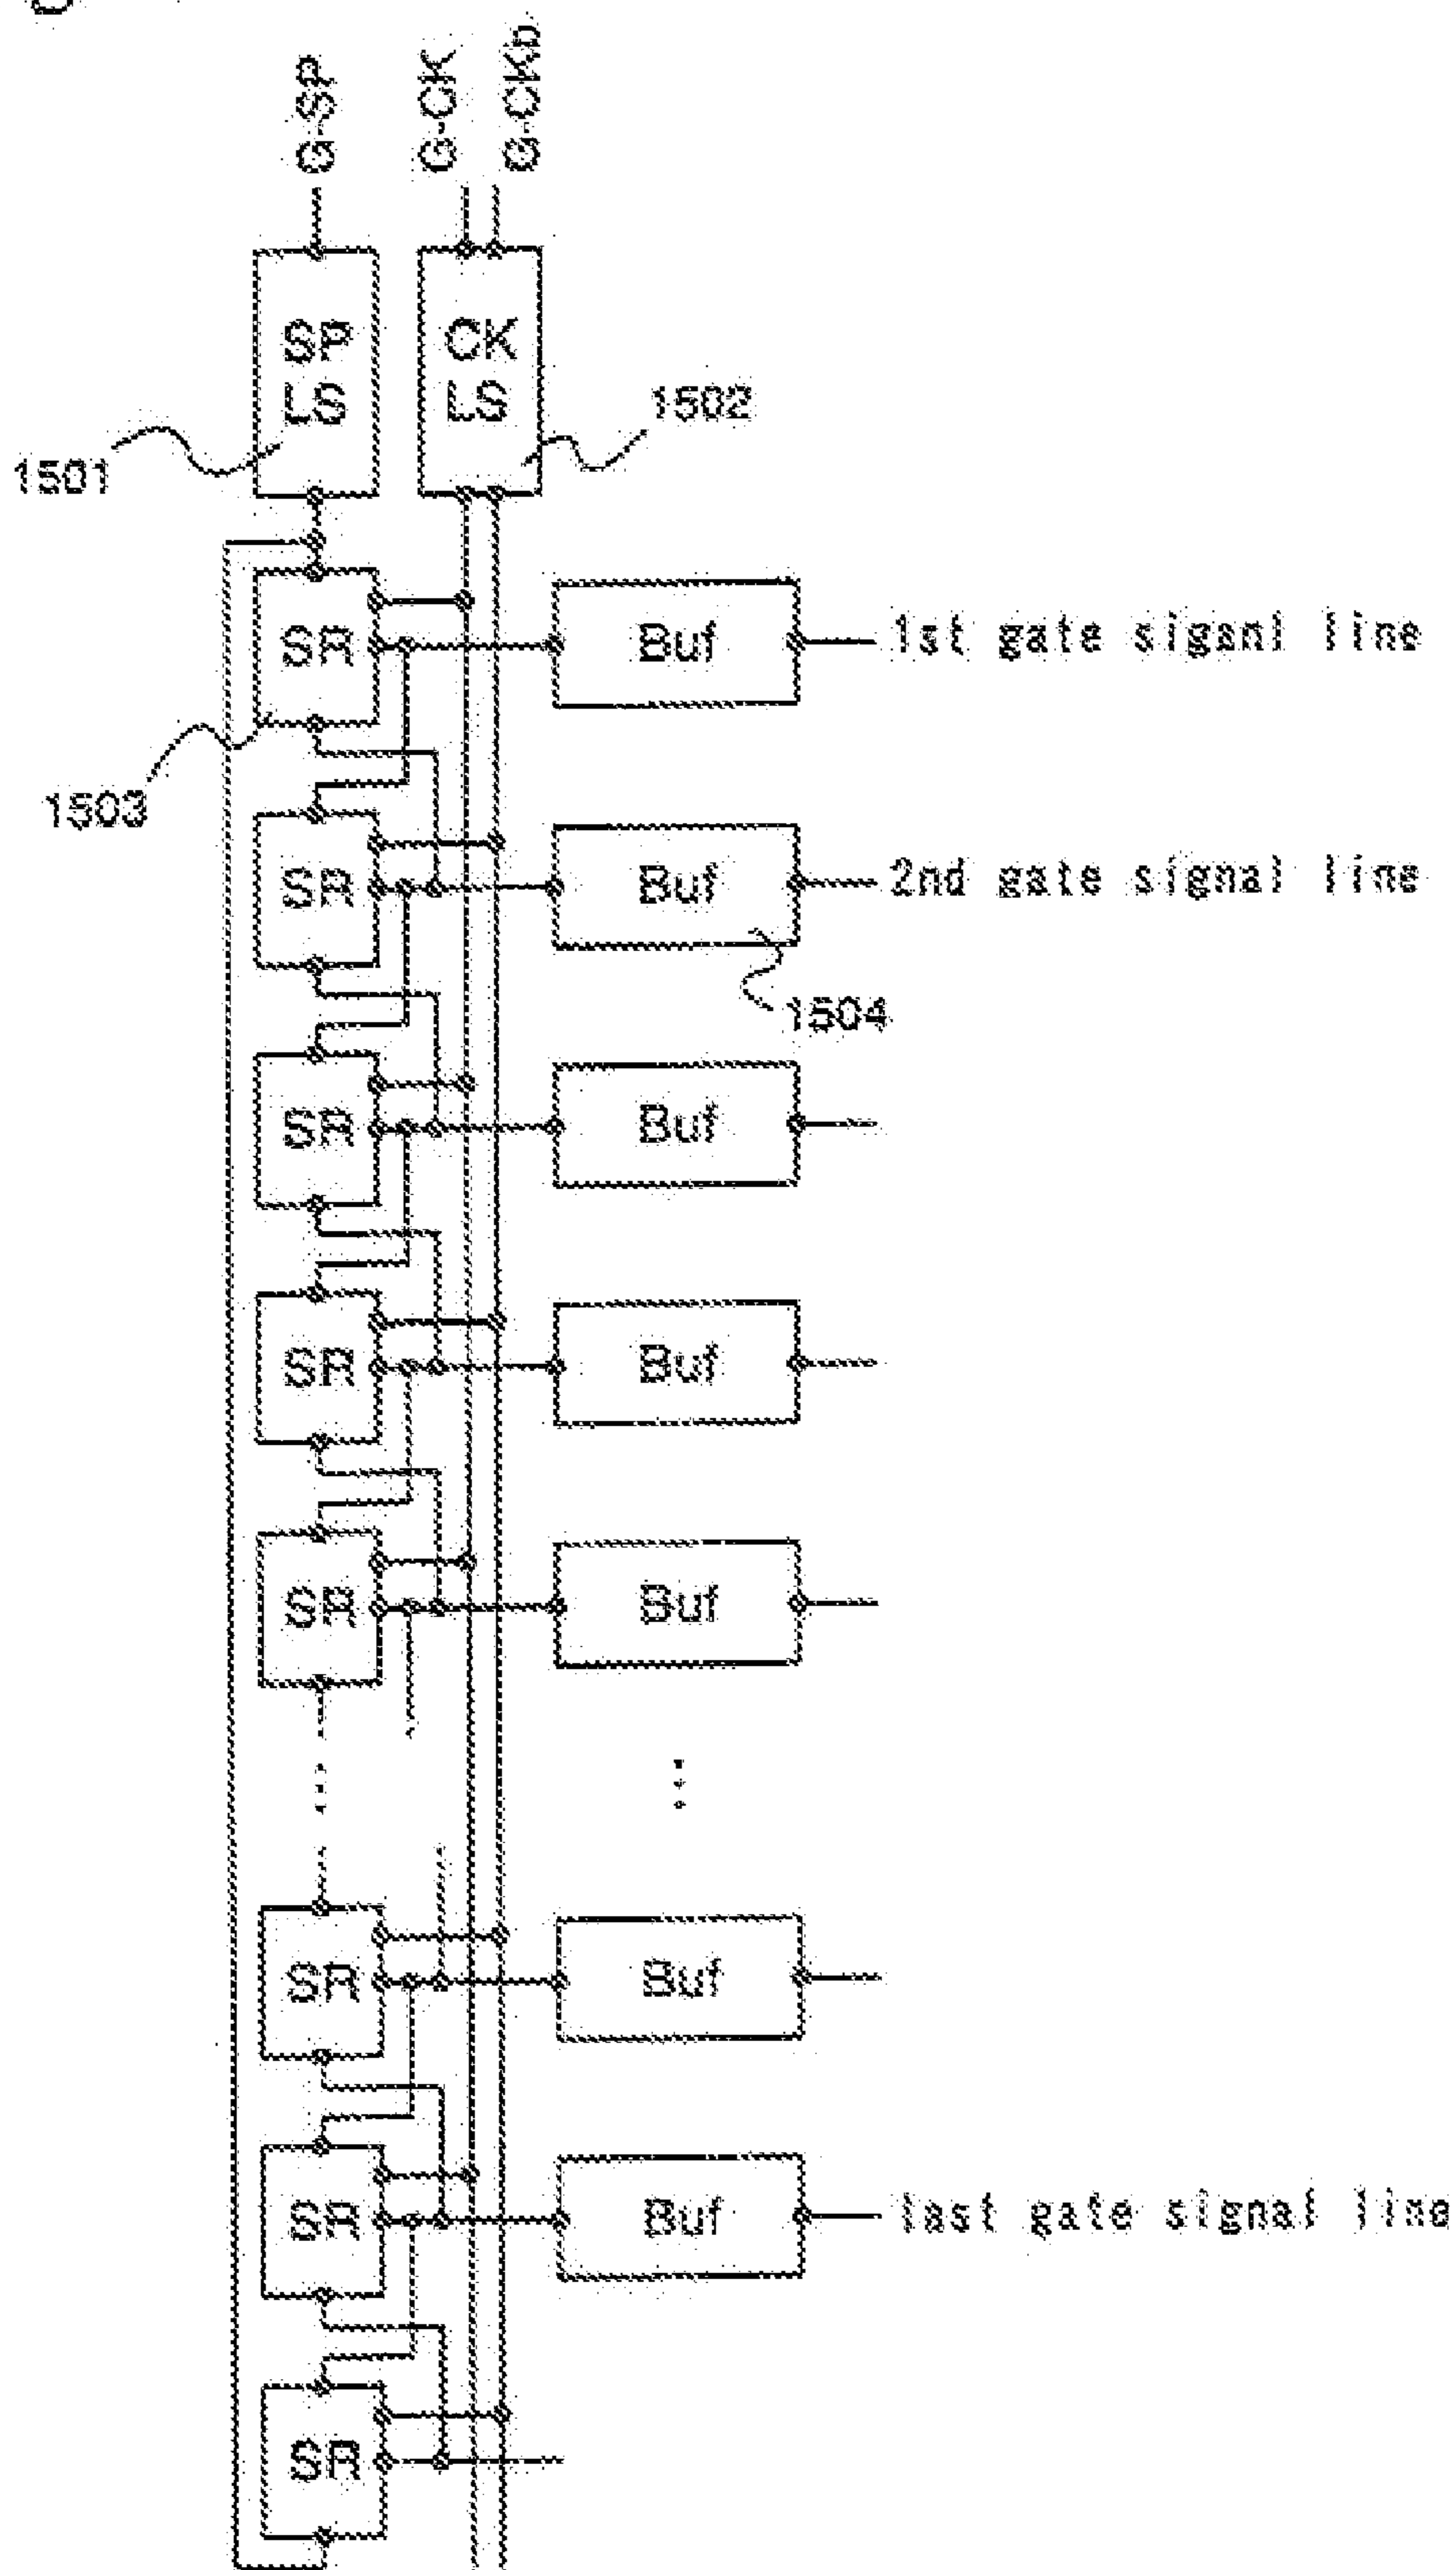 G-SP
G-CK
G-CKb
SP
LS
CK
LS
1501
1502
SR
Buf
1st gate siganl line
1503
SR
Buf
2nd gate signal line
1504
SR
Buf
SR
Buf
SR
Buf
SR
Buf
SR
Buf
last gate signal line
SR